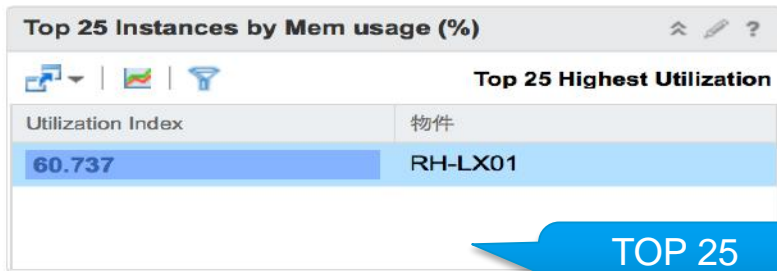 Top 25 Instances by Mem usage (%) ?
Top 25 Highest Utilization
Utilization Index 物件
60.737 RH-LX01
TOP 25